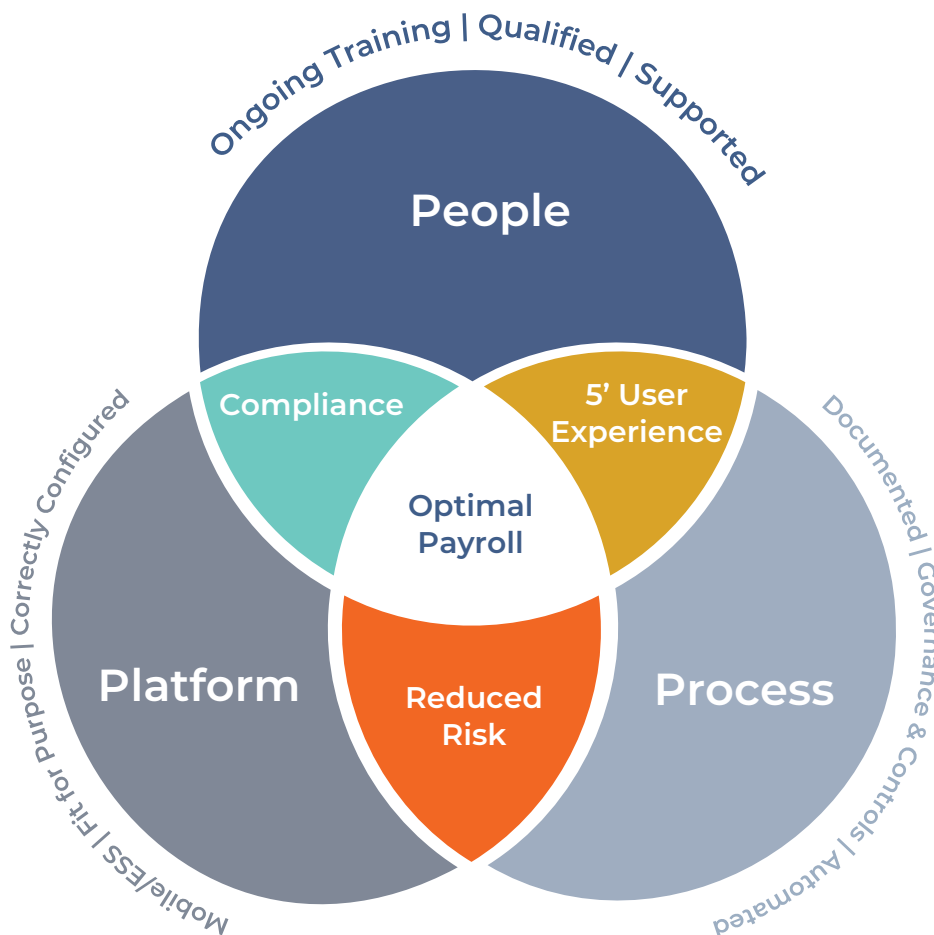 Ongoing Training | Qualified | Supported
People
Compliance
5’ User
Experience
Optimal
Payroll
Mobile/ESS | Fit for Purpose | Correctly Configured
Documented | Governance & Controls | Automated
Platform
Process
Reduced
Risk